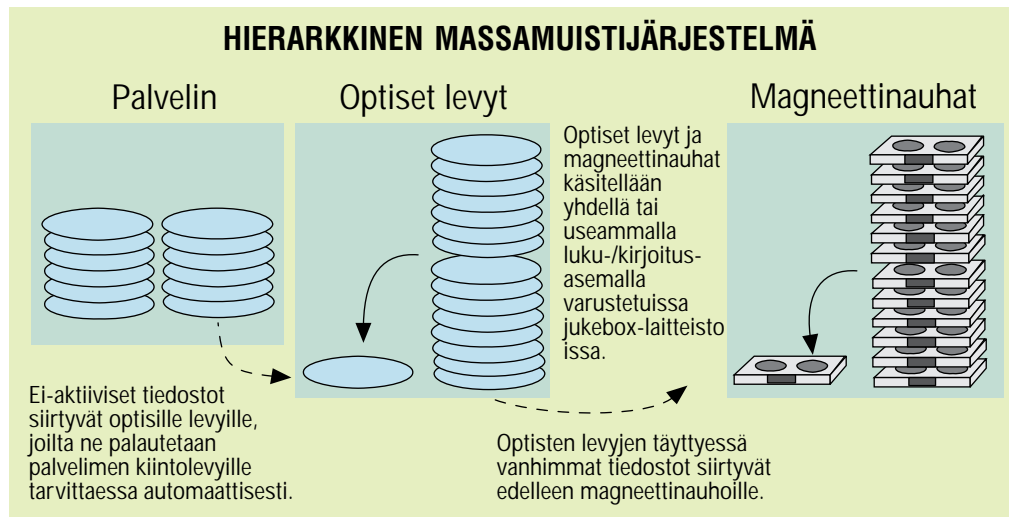 HIERARKKINEN MASSAMUISTIJÄRJESTELMÄ
Palvelin
Optiset levyt
Magneettinauhat
Optiset levyt ja
magneettinauhat
käsitellään
yhdellä tai
useammalla
luku-/kirjoitus-
asemalla
varustetuissa
jukebox-laitteisto
issa.
Ei-aktiiviset tiedostot
siirtyvät optisille levyille,
joilta ne palautetaan
palvelimen kiintolevyille
tarvittaessa automaattisesti.
Optisten levyjen täyttyessä
vanhimmat tiedostot siirtyvät
edelleen magneettinauhoille.